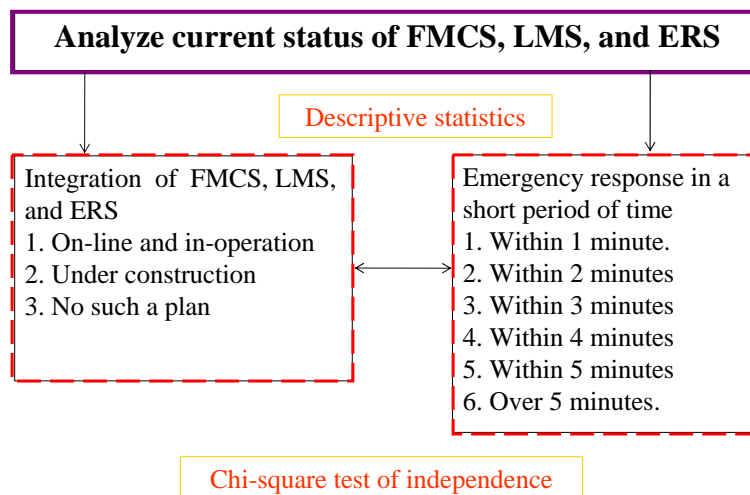 Analyze current status of FMCS, LMS, and ERS
Descriptive statistics
Integration of FMCS, LMS,
and ERS
1. On-line and in-operation
2. Under construction
3. No such a plan
Emergency response in a
short period of time
1. Within 1 minute.
2. Within 2 minutes
3. Within 3 minutes
4. Within 4 minutes
5. Within 5 minutes
6. Over 5 minutes.
Chi-square test of independence